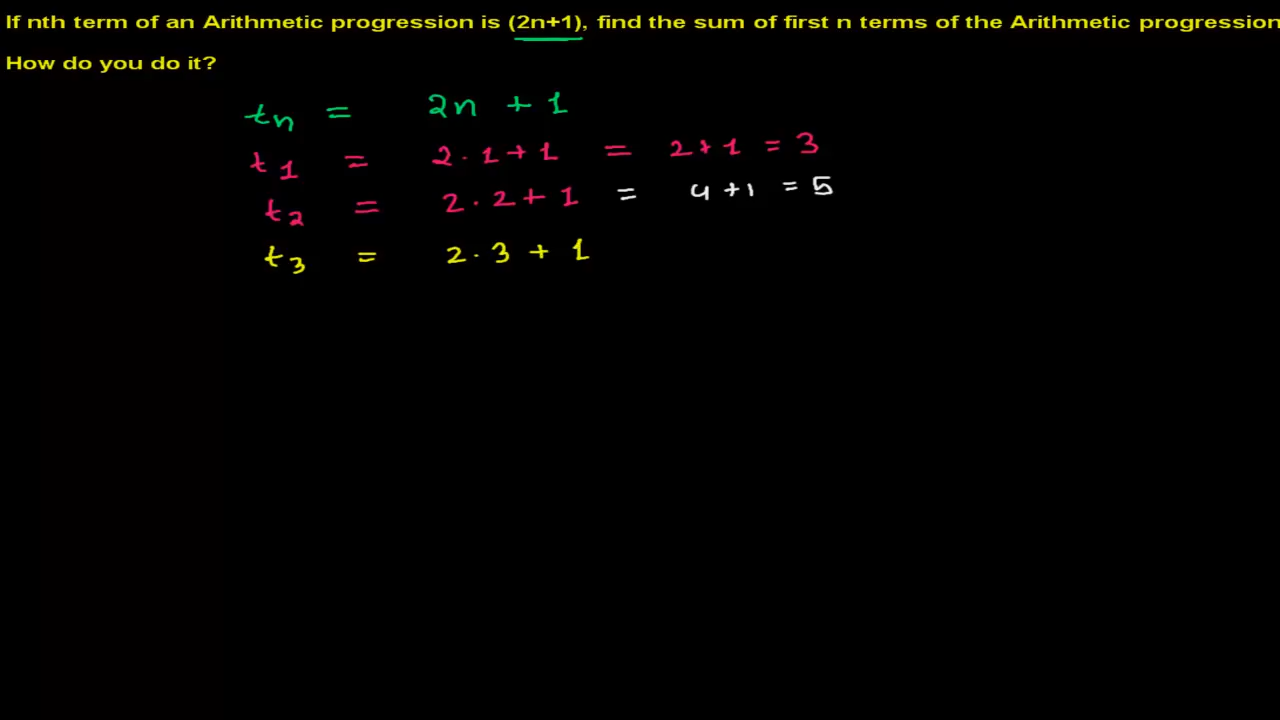 If nth term of an Arithmetic progression is (2n+1), find the sum of first n terms of the Arithmetic progression
How do you do it?
tn = 2n + 1
t1 = 2·1+1 = 2+1 = 3
t2 = 2·2+1 = 4+1 = 5
t3 = 2·3+1